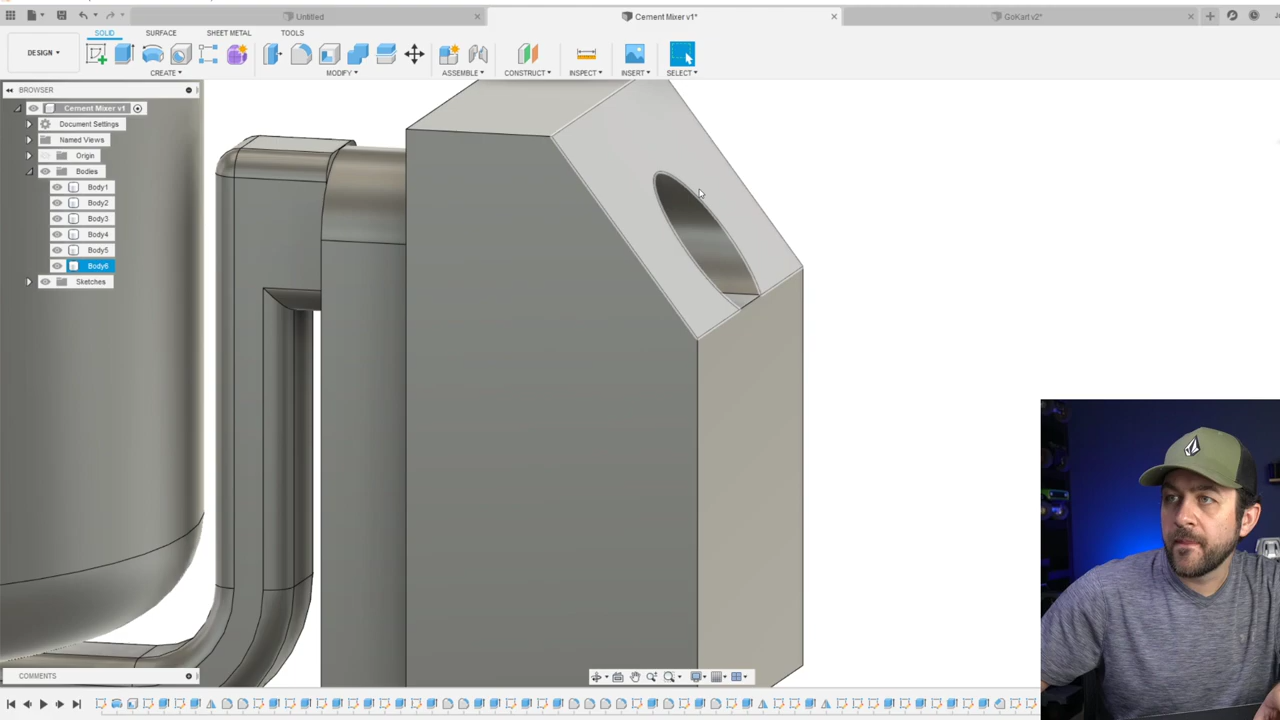 Untitled
Cement Mixer v1*
GoKart v2*
SOLID
SURFACE
SHEET METAL
TOOLS
DESIGN
CREATE
MODIFY
ASSEMBLE
CONSTRUCT
INSPECT
INSERT
SELECT
BROWSER
Cement Mixer v1
Document Settings
Named Views
Origin
Bodies
Body1
Body2
Body3
Body4
Body5
Body6
Sketches
COMMENTS